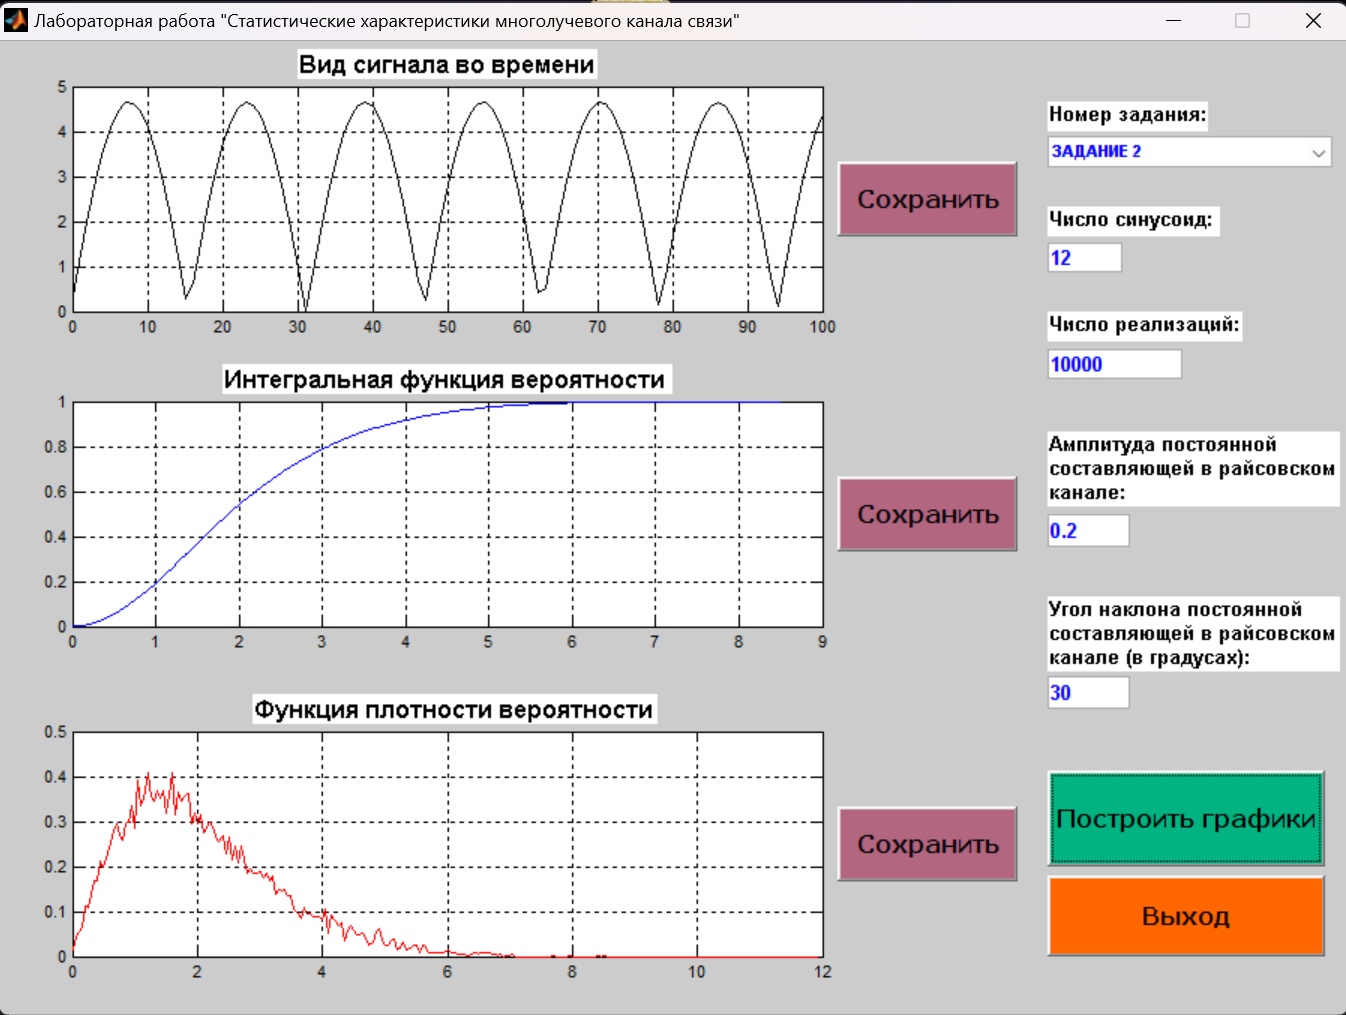 Лабораторная работа "Статистические характеристики многолучевого канала связи"
Вид сигнала во времени
5
4
3
2
1
0
0 10 20 30 40 50 60 70 80 90 100
Сохранить
Интегральная функция вероятности
1
0.8
0.6
0.4
0.2
0
0 1 2 3 4 5 6 7 8 9
Сохранить
Функция плотности вероятности
0.5
0.4
0.3
0.2
0.1
0
0 2 4 6 8 10 12
Сохранить
Номер задания:
ЗАДАНИЕ 2
Число синусоид:
12
Число реализаций:
10000
Амплитуда постоянной
составляющей в райсовском
канале:
0.2
Угол наклона постоянной
составляющей в райсовском
канале (в градусах):
30
Построить графики
Выход